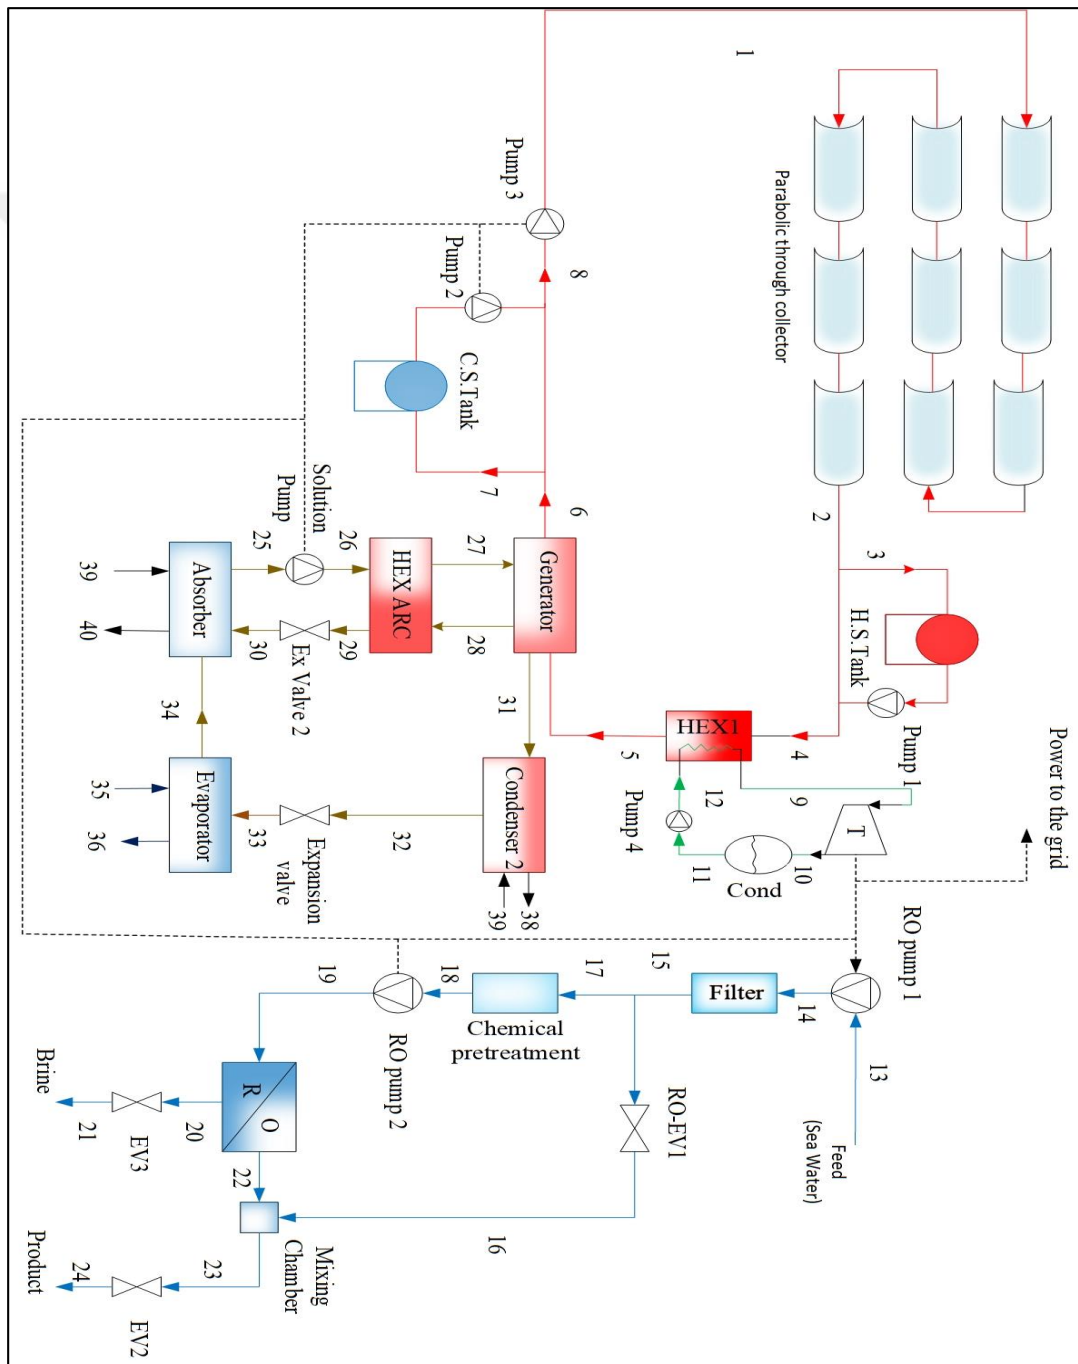 1
Parabolic through collector
Pump 3
8
Pump 2
C.S.Tank
7
6
2
3
H.S.Tank
Pump 1
4
HEX1
5
12
9
Pump 4
11
10
T
Cond
Power to the grid
Generator
27
28
HEX ARC
26
29
Solution
Pump
25
Ex Valve 2
30
Absorber
39
40
34
31
Condenser 2
39
38
32
Expansion
valve
33
Evaporator
35
36
RO pump 1
13
Feed
(Sea Water)
14
Filter
15
17
Chemical
pretreatment
18
RO pump 2
19
RO-EV1
16
R
O
20
EV3
21
Brine
22
Mixing
Chamber
23
EV2
24
Product